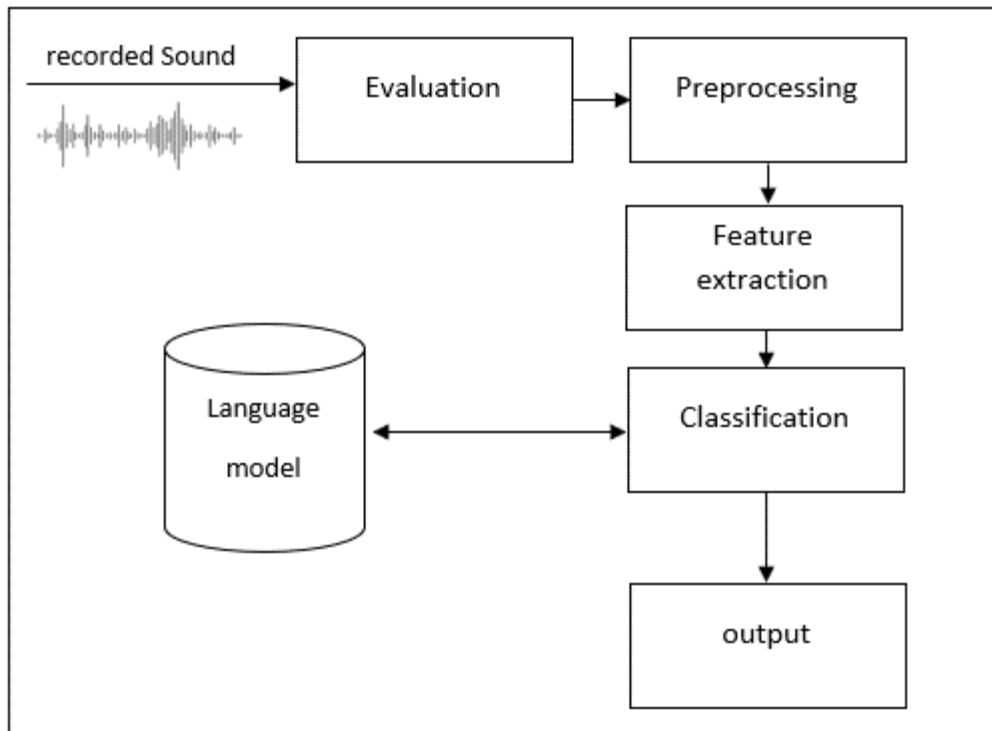 recorded Sound
Evaluation
Preprocessing
Feature
extraction
Language
model
Classification
output